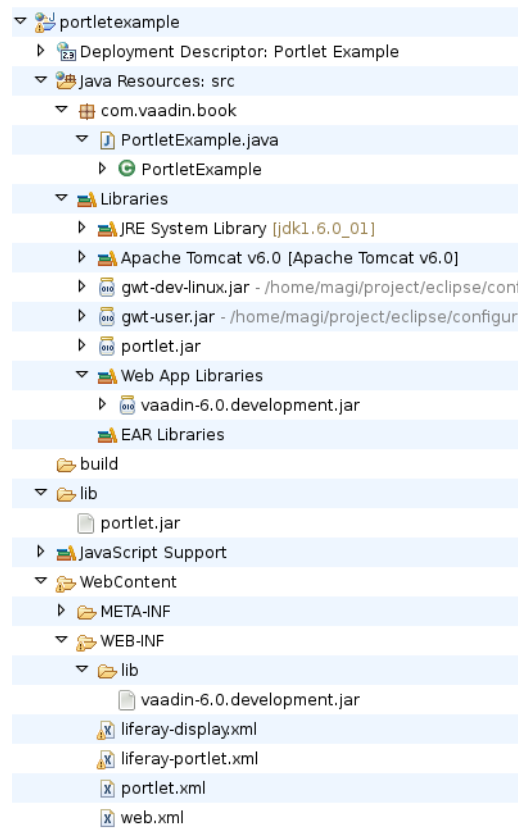 portletexample
Deployment Descriptor: Portlet Example
Java Resources: src
com.vaadin.book
PortletExample.java
PortletExample
Libraries
JRE System Library [jdk1.6.0_01]
Apache Tomcat v6.0 [Apache Tomcat v6.0]
gwt-dev-linux.jar - /home/magi/project/eclipse/conf
gwt-user.jar - /home/magi/project/eclipse/configur
portlet.jar
Web App Libraries
vaadin-6.0.development.jar
EAR Libraries
build
lib
portlet.jar
JavaScript Support
WebContent
META-INF
WEB-INF
lib
vaadin-6.0.development.jar
liferay-display.xml
liferay-portlet.xml
portlet.xml
web.xml